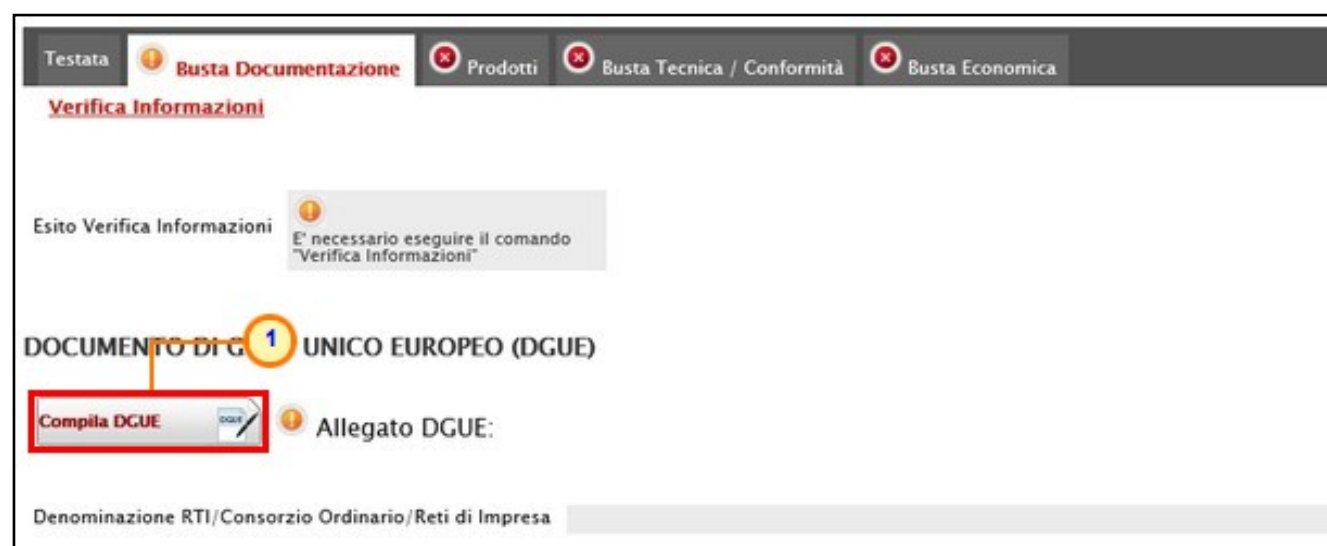 Testata Busta Documentazione Prodotti Busta Tecnica / Conformità Busta Economica
Verifica Informazioni
Esito Verifica Informazioni
E' necessario eseguire il comando
"Verifica Informazioni"
DOCUMENTO DI G 1 UNICO EUROPEO (DGUE)
Compila DGUE DGUE Allegato DGUE:
Denominazione RTI/Consorzio Ordinario/Reti di Impresa